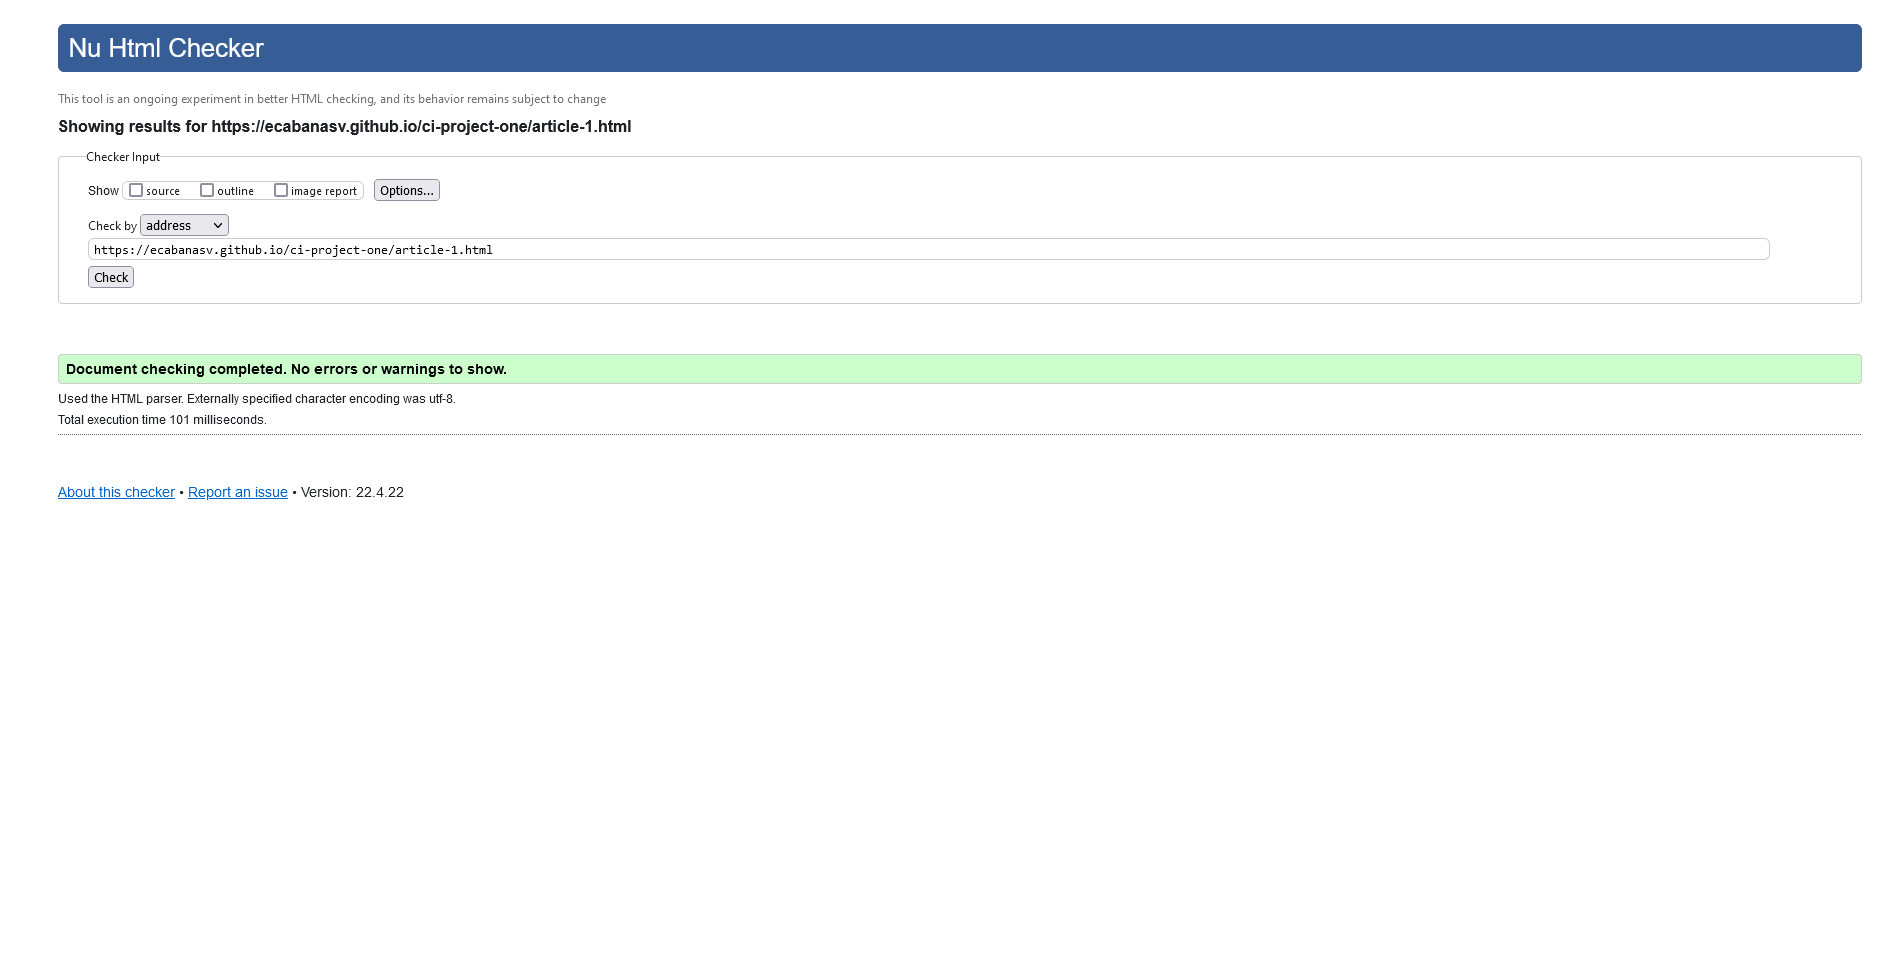 Nu Html Checker
This tool is an ongoing experiment in better HTML checking, and its behavior remains subject to change
Showing results for https://ecabanasv.github.io/ci-project-one/article-1.html
Checker Input
Show source outline image report Options...
Check by address
https://ecabanasv.github.io/ci-project-one/article-1.html
Check
Document checking completed. No errors or warnings to show.
Used the HTML parser. Externally specified character encoding was utf-8.
Total execution time 101 milliseconds.
About this checker • Report an issue • Version: 22.4.22